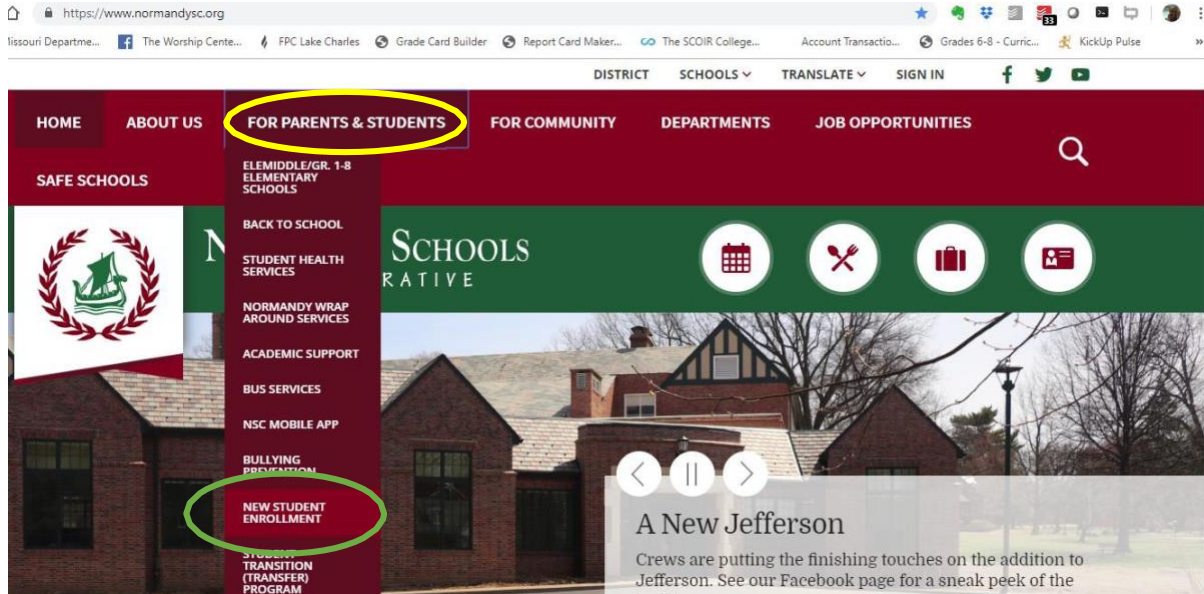 https://www.normandysc.org
33
Missouri Departme... The Worship Cente... FPC Lake Charles Grade Card Builder Report Card Maker... The SCOIR College... Account Transactio... Grades 6-8 - Curric... KickUp Pulse »
DISTRICT SCHOOLS TRANSLATE SIGN IN
HOME ABOUT US FOR PARENTS & STUDENTS FOR COMMUNITY DEPARTMENTS JOB OPPORTUNITIES
SAFE SCHOOLS
ELEMIDDLE/GR. 1-8
ELEMENTARY
SCHOOLS
BACK TO SCHOOL
STUDENT HEALTH
SERVICES
NORMANDY WRAP
AROUND SERVICES
ACADEMIC SUPPORT
BUS SERVICES
NSC MOBILE APP
BULLYING
PREVENTION
NEW STUDENT
ENROLLMENT
STUDENT
TRANSITION
(TRANSFER)
PROGRAM
SCHOOLS
A New Jefferson
Crews are putting the finishing touches on the addition to
Jefferson. See our Facebook page for a sneak peek of the